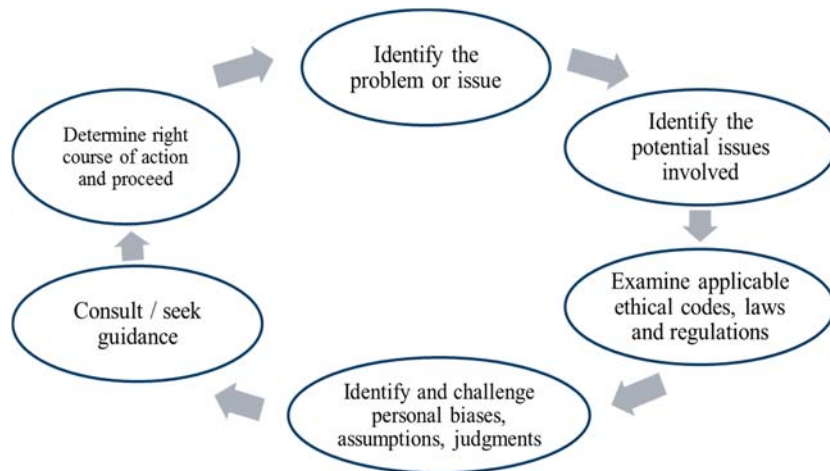 Identify the
problem or issue
Identify the
potential issues
involved
Examine applicable
ethical codes, laws
and regulations
Identify and challenge
personal biases,
assumptions, judgments
Consult / seek
guidance
Determine right
course of action
and proceed